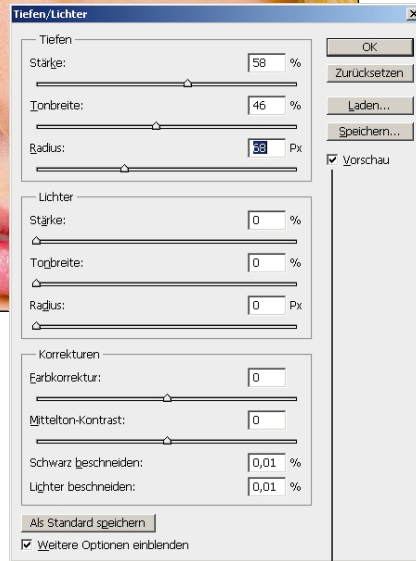 Tiefen/Lichter
Tiefen
Stärke: 58 %
Tonbreite: 46 %
Radius: 68 Px
Lichter
Stärke: 0 %
Tonbreite: 0 %
Radius: 0 Px
Korrekturen
Farbkorrektur: 0
Mittelton-Kontrast: 0
Schwarz beschneiden: 0,01 %
Lichter beschneiden: 0,01 %
Als Standard speichern
Weitere Optionen einblenden
OK
Zurücksetzen
Laden...
Speichern...
Vorschau